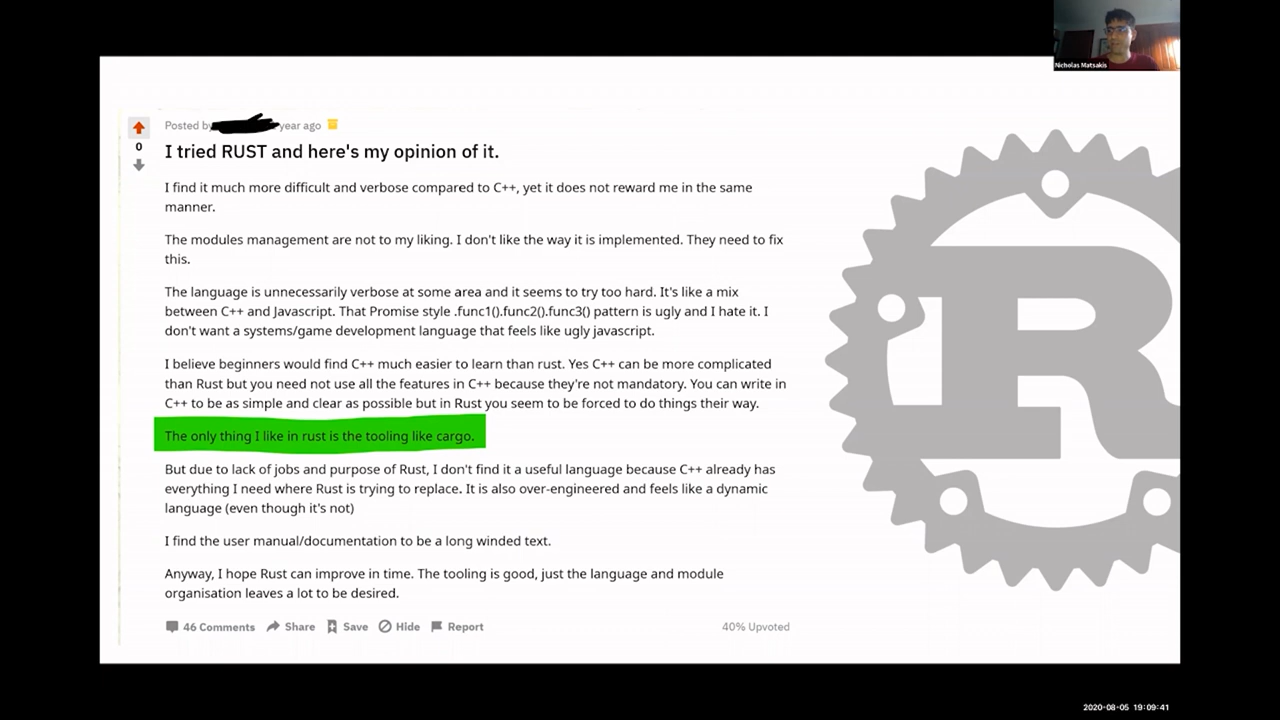 Nicholas Matsakis
Posted by year ago
0
I tried RUST and here's my opinion of it.
I find it much more difficult and verbose compared to C++, yet it does not reward me in the same
manner.
The modules management are not to my liking. I don't like the way it is implemented. They need to fix
this.
The language is unnecessarily verbose at some area and it seems to try too hard. It's like a mix
between C++ and Javascript. That Promise style .func1().func2().func3() pattern is ugly and I hate it. I
don't want a systems/game development language that feels like ugly javascript.
I believe beginners would find C++ much easier to learn than rust. Yes C++ can be more complicated
than Rust but you need not use all the features in C++ because they're not mandatory. You can write in
C++ to be as simple and clear as possible but in Rust you seem to be forced to do things their way.
The only thing I like in rust is the tooling like cargo.
But due to lack of jobs and purpose of Rust, I don't find it a useful language because C++ already has
everything I need where Rust is trying to replace. It is also over-engineered and feels like a dynamic
language (even though it's not)
I find the user manual/documentation to be a long winded text.
Anyway, I hope Rust can improve in time. The tooling is good, just the language and module
organisation leaves a lot to be desired.
46 Comments Share Save Hide Report 40% Upvoted
R
2020-08-05 19:09:41